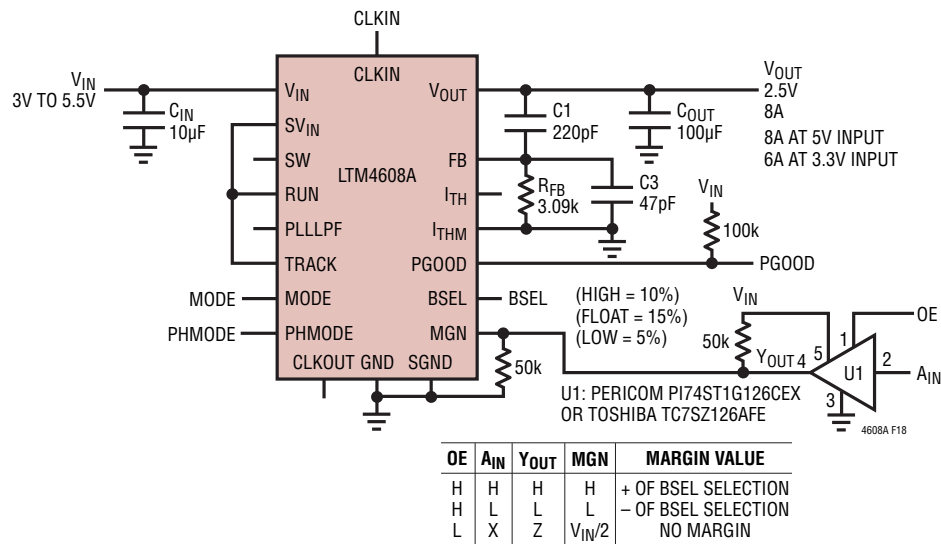 CLKIN
CLKIN
VIN
3V TO 5.5V
CIN
10µF
VIN
SVIN
SW
RUN
PLLLPF
TRACK
MODE
MODE
PHMODE
PHMODE
CLKOUT GND SGND
LTM4608A
VOUT
FB
ITH
ITHM
PGOOD
BSEL
MGN
C1
220pF
COUT
100µF
VOUT
2.5V
8A
8A AT 5V INPUT
6A AT 3.3V INPUT
RFB
3.09k
C3
47pF
VIN
100k
PGOOD
BSEL
(HIGH = 10%)
(FLOAT = 15%)
(LOW = 5%)
50k
VIN
50k
YOUT 4
5
1
OE
U1
2
AIN
3
U1: PERICOM PI74ST1G126CEX
OR TOSHIBA TC7SZ126AFE
4608A F18
OE AIN YOUT MGN MARGIN VALUE
H H H H + OF BSEL SELECTION
H L L L – OF BSEL SELECTION
L X Z VIN/2 NO MARGIN